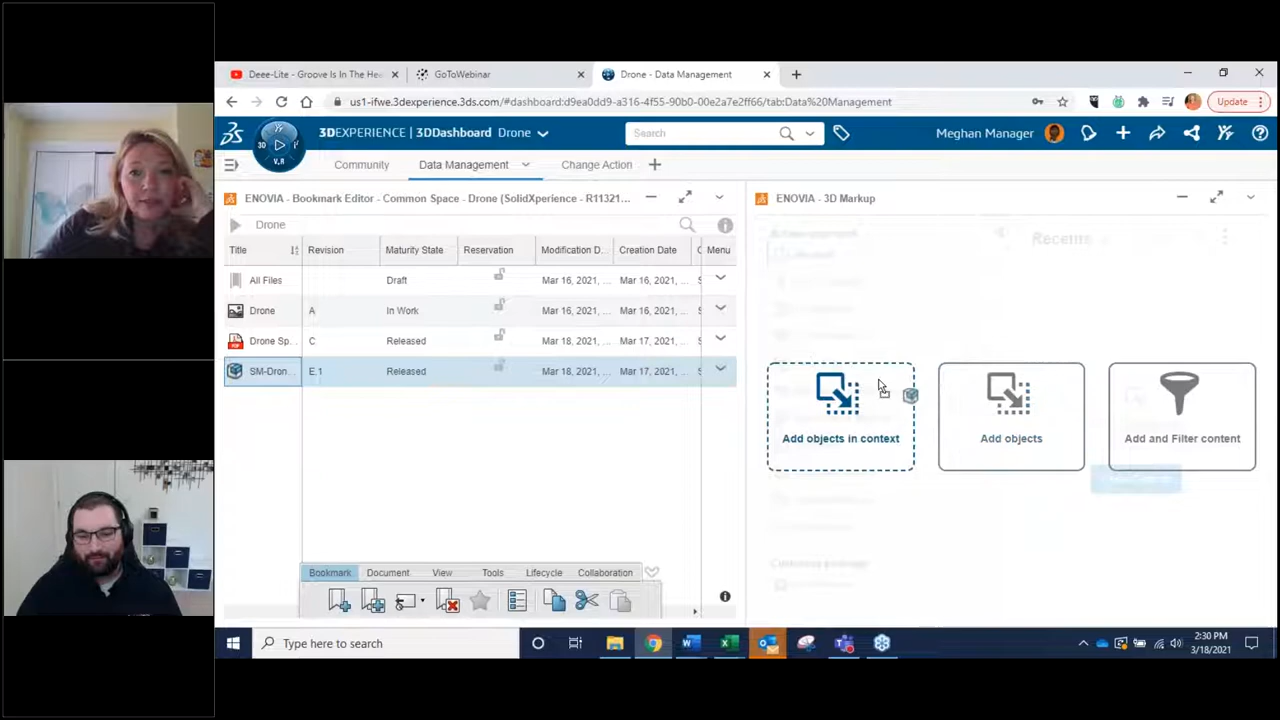 Deee-Lite - Groove Is In The Hea
GoToWebinar
Drone - Data Management
us1-ifwe.3dexperience.3ds.com/#dashboard:d9ea0dd9-a316-4f55-90b0-00e2a7e2ff66/tab:Data%20Management
Update
3DEXPERIENCE | 3DDashboard Drone
Search
Meghan Manager
3D
V.R
Community
Data Management
Change Action
ENOVIA - Bookmark Editor - Common Space - Drone (SolidXperience - R11321...
ENOVIA - 3D Markup
Drone
Recents
Title
Revision
Maturity State
Reservation
Modification D...
Creation Date
Menu
All Files
Draft
Mar 16, 2021, ...
Mar 16, 2021, ...
Drone
A
In Work
Mar 16, 2021, ...
Mar 16, 2021, ...
Drone Sp...
C
Released
Mar 18, 2021, ...
Mar 17, 2021, ...
SM-Dron...
E.1
Released
Mar 18, 2021, ...
Mar 17, 2021, ...
Add objects in context
Add objects
Add and Filter content
Bookmark
Document
View
Tools
Lifecycle
Collaboration
Type here to search
2:30 PM
3/18/2021